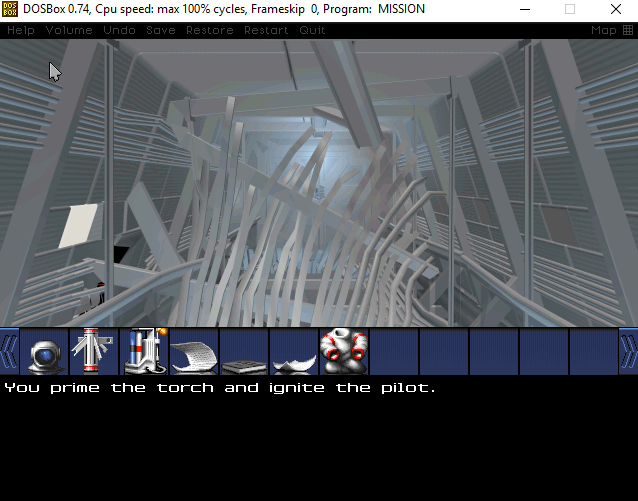 DOSBox 0.74, Cpu speed: max 100% cycles, Frameskip 0, Program: MISSION
Help Volume Undo Save Restore Restart Quit Map
You prime the torch and ignite the pilot.